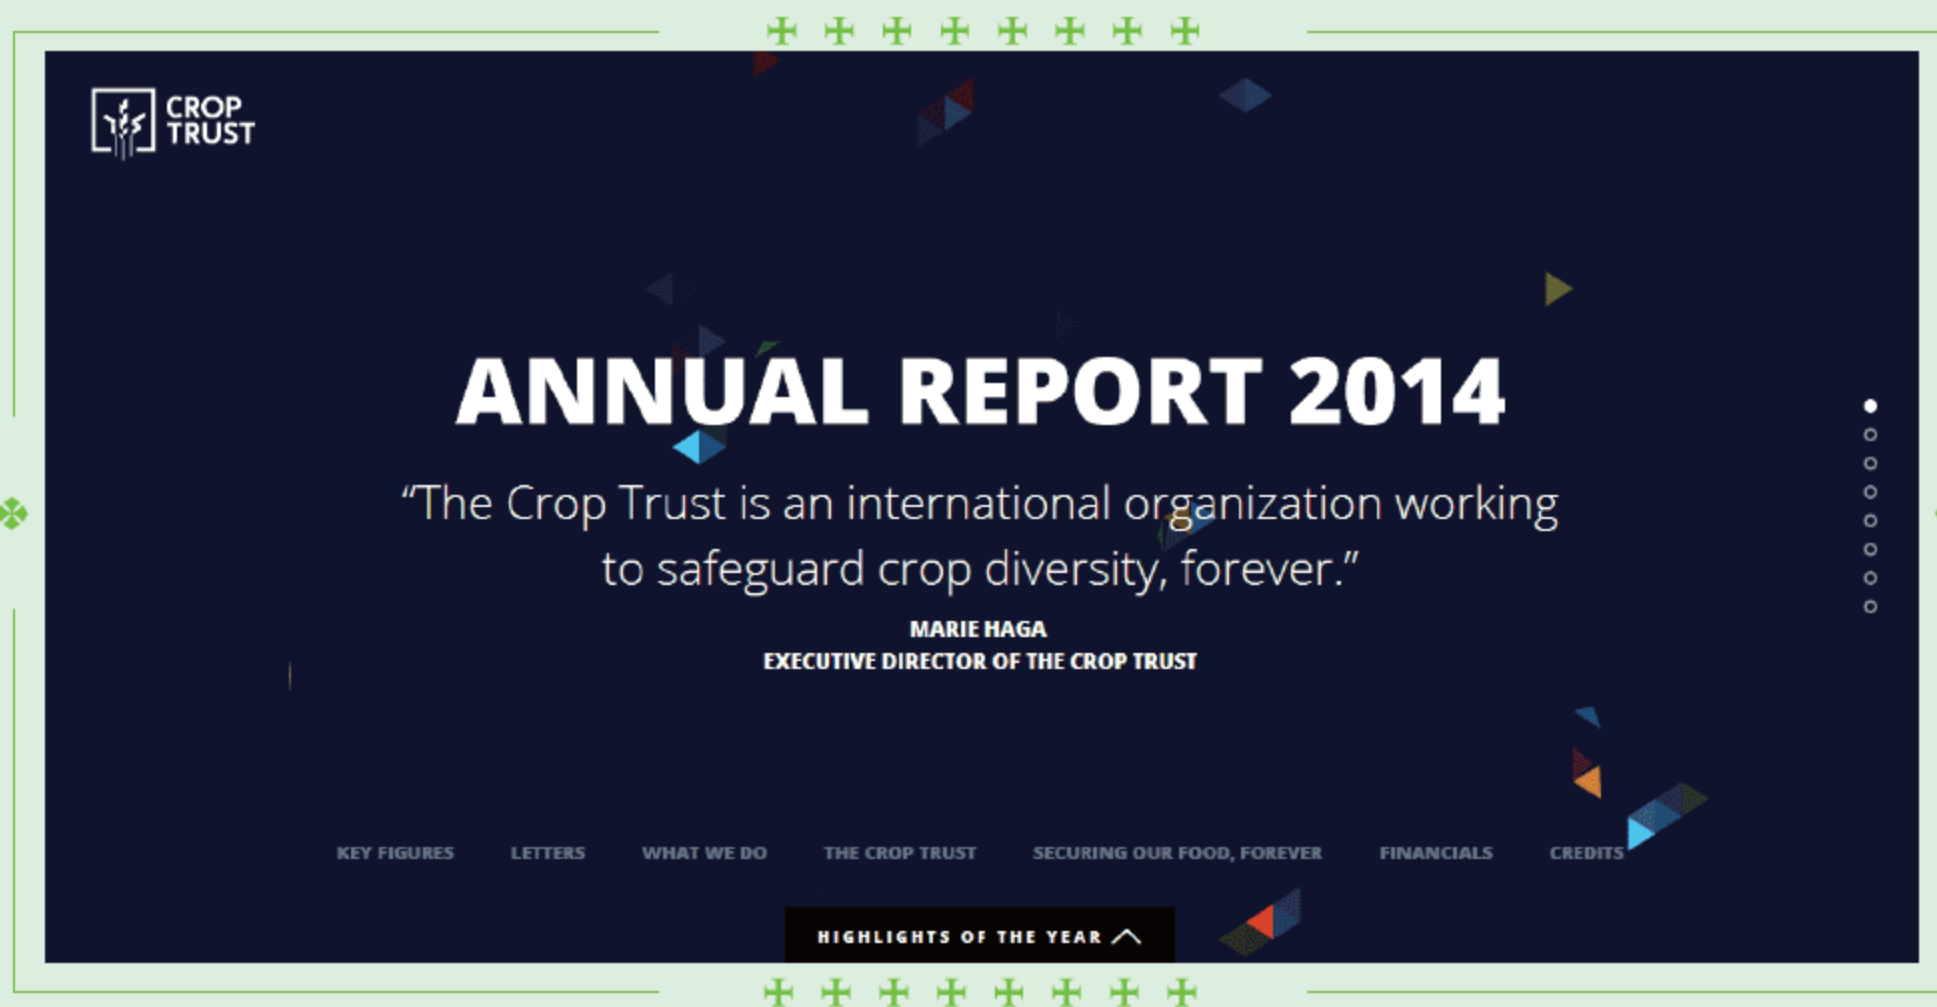 CROP
TRUST
ANNUAL REPORT 2014
“The Crop Trust is an international organization working
to safeguard crop diversity, forever.”
MARIE HAGA
EXECUTIVE DIRECTOR OF THE CROP TRUST
KEY FIGURES LETTERS WHAT WE DO THE CROP TRUST SECURING OUR FOOD, FOREVER FINANCIALS CREDITS
HIGHLIGHTS OF THE YEAR